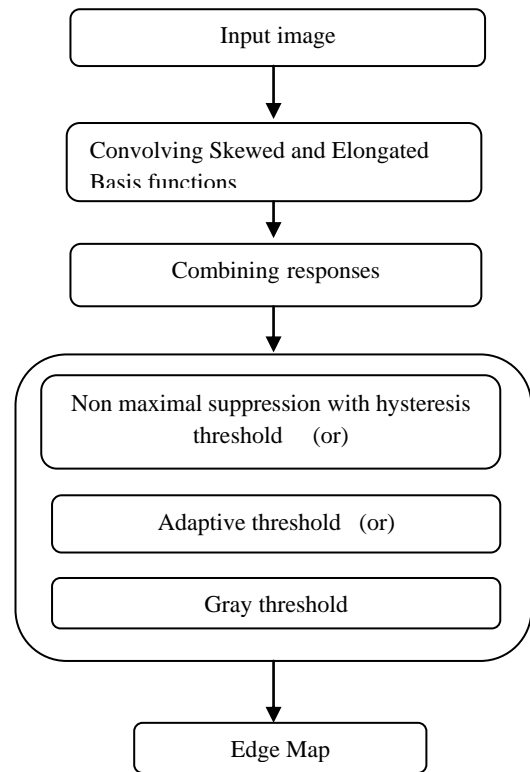 Input image
Convolving Skewed and Elongated
Basis functions
Combining responses
Non maximal suppression with hysteresis
threshold (or)
Adaptive threshold (or)
Gray threshold
Edge Map